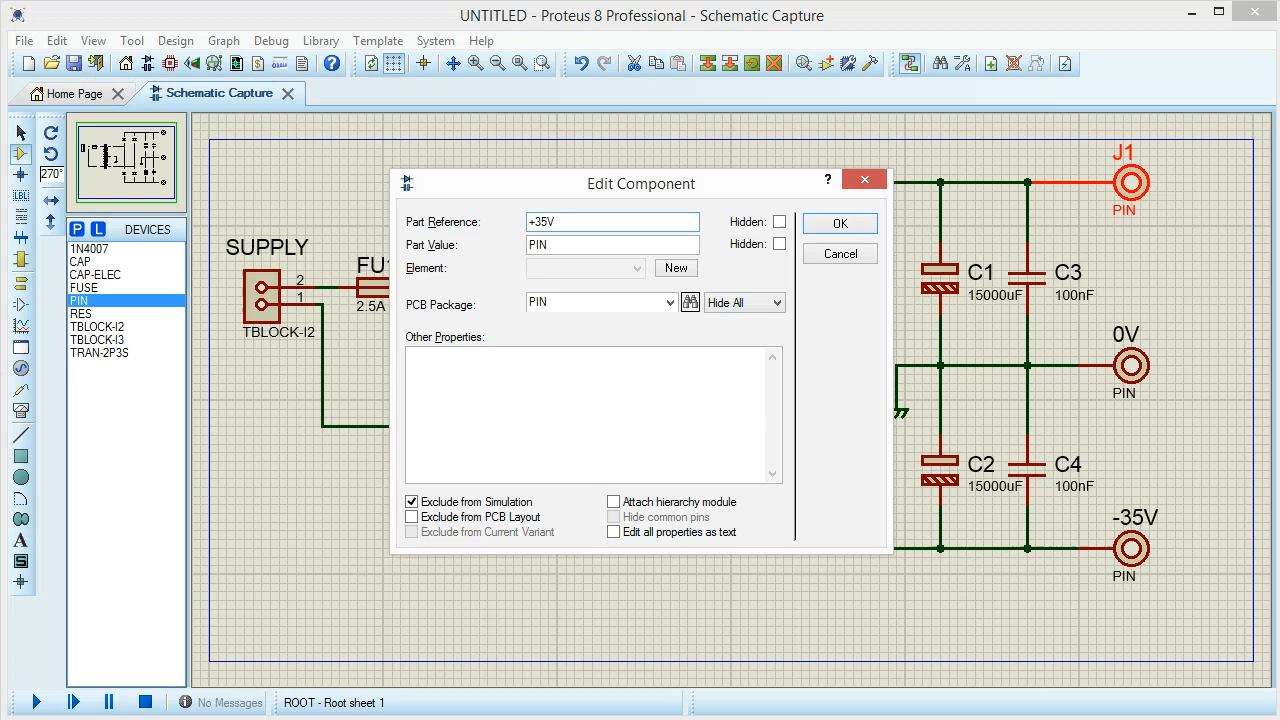 UNTITLED - Proteus 8 Professional - Schematic Capture
File Edit View Tool Design Graph Debug Library Template System Help
Home Page
Schematic Capture
270°
P L DEVICES
1N4007
CAP
CAP-ELEC
FUSE
PIN
RES
TBLOCK-I2
TBLOCK-I3
TRAN-2P3S
LBL
A
SUPPLY
2
1
TBLOCK-I2
FU
2.5A
Edit Component
?
Part Reference: +35V Hidden:
Part Value: PIN Hidden:
Element: New
PCB Package: PIN Hide All
Other Properties:
Exclude from Simulation
Exclude from PCB Layout
Exclude from Current Variant
Attach hierarchy module
Hide common pins
Edit all properties as text
OK
Cancel
J1
PIN
C1
15000uF
C3
100nF
0V
PIN
C2
15000uF
C4
100nF
-35V
PIN
No Messages
ROOT - Root sheet 1